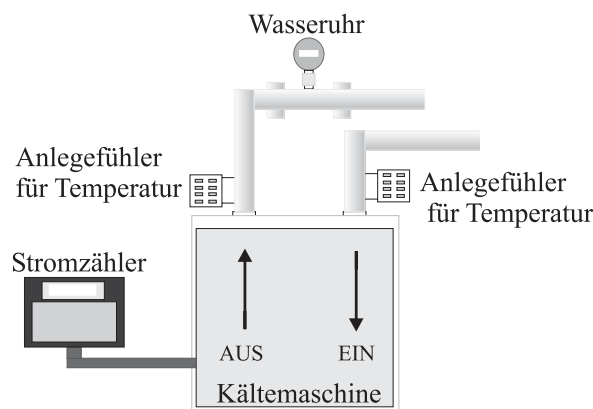 Wasseruhr
Anlegefühler
für Temperatur
Anlegefühler
für Temperatur
Stromzähler
AUS
EIN
Kältemaschine